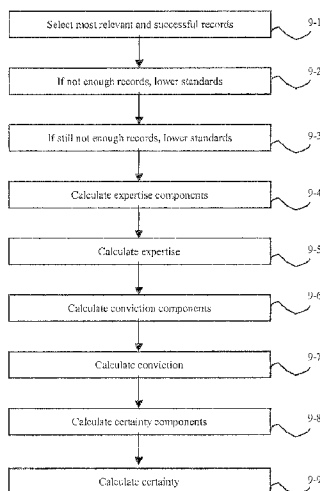 Select most relevant and successful records
9-1
If not enough records, lower standards
9-2
If still not enough records, lower standards
9-3
Calculate expertise components
9-4
Calculate expertise
9-5
Calculate conviction components
9-6
Calculate conviction
9-7
Calculate certainty components
9-8
Calculate certainty
9-9